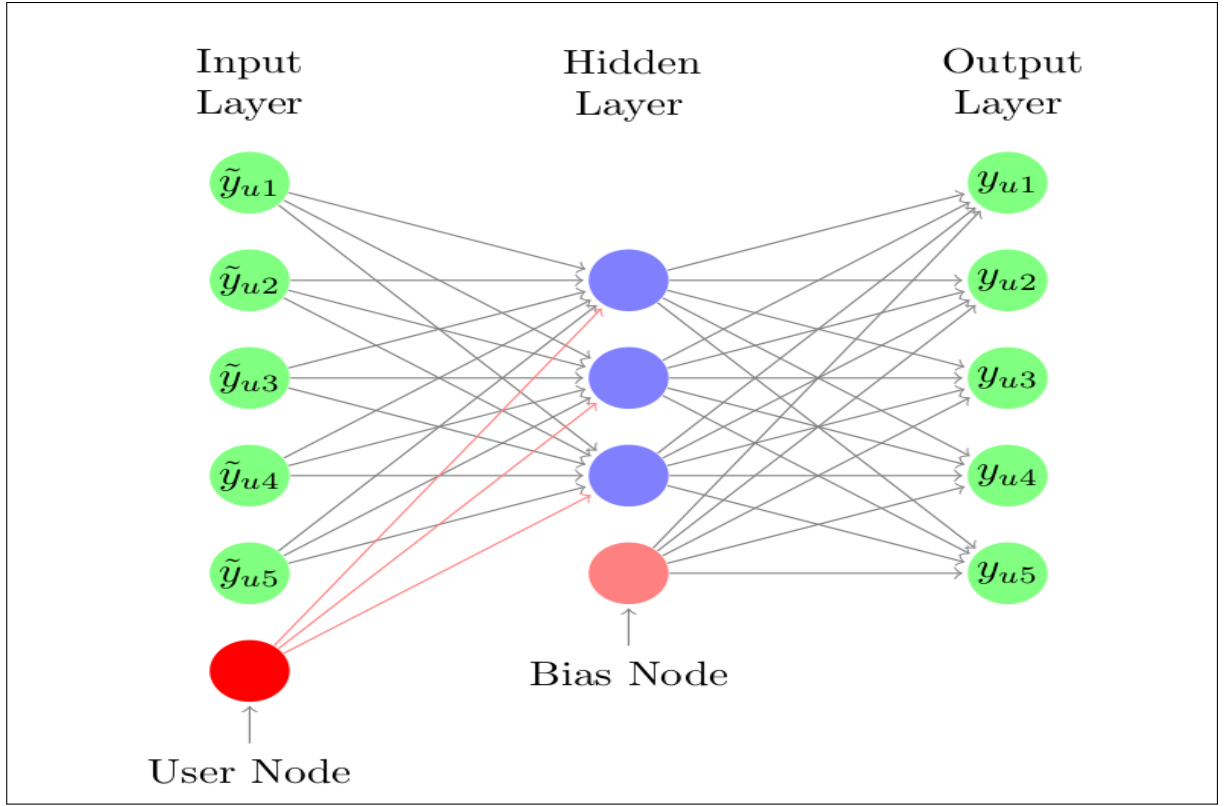 Input
Layer
Hidden
Layer
Output
Layer
ỹu1
ỹu2
ỹu3
ỹu4
ỹu5
yu1
yu2
yu3
yu4
yu5
Bias Node
User Node